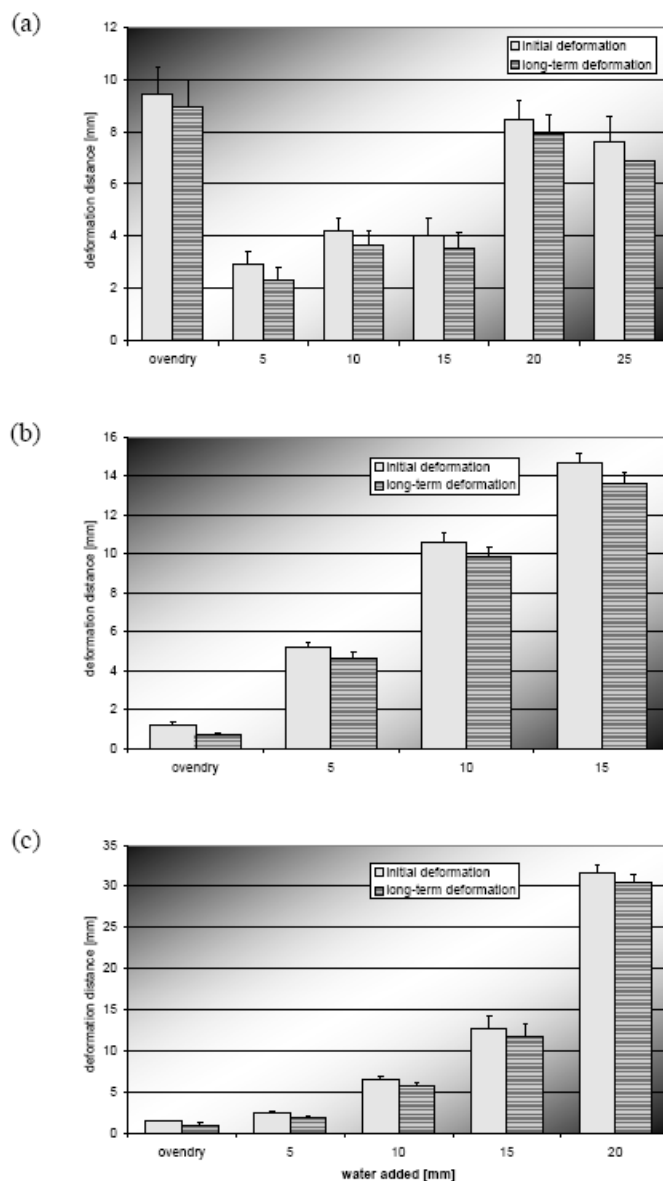 (a)
12
10
8
6
4
2
0
deformation distance [mm]
initial deformation
long-term deformation
ovendry 5 10 15 20 25
(b)
16
14
12
10
8
6
4
2
0
deformation distance [mm]
initial deformation
long-term deformation
ovendry 5 10 15
(c)
35
30
25
20
15
10
5
0
deformation distance [mm]
initial deformation
long-term deformation
ovendry 5 10 15 20
water added [mm]